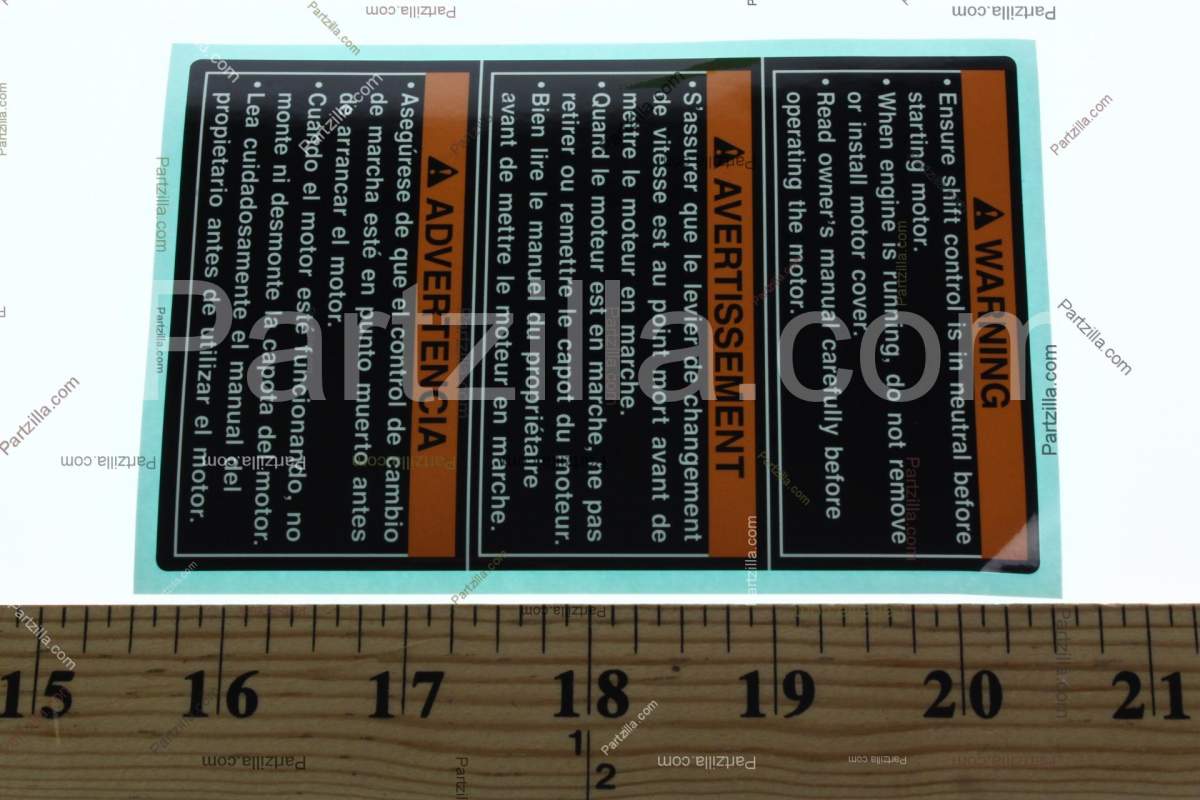 ⚠ WARNING
• Ensure shift control is in neutral before
starting motor.
• When engine is running, do not remove
or install motor cover.
• Read owner's manual carefully before
operating the motor.
⚠ AVERTISSEMENT
• S'assurer que le levier de changement
de vitesse est au point mort avant de
mettre le moteur en marche.
• Quand le moteur est en marche, ne pas
retirer ou remettre le capot du moteur.
• Bien lire le manuel du propriétaire
avant de mettre le moteur en marche.
⚠ ADVERTENCIA
• Asegúrese de que el control de cambio
de marcha esté en punto muerto antes
de arrancar el motor.
• Cuando el motor esté funcionando, no
monte ni desmonte la capota del motor.
• Lea cuidadosamente el manual del
propietario antes de utilizar el motor.
Partzilla.com
15 16 17 18 19 20 21
1
2